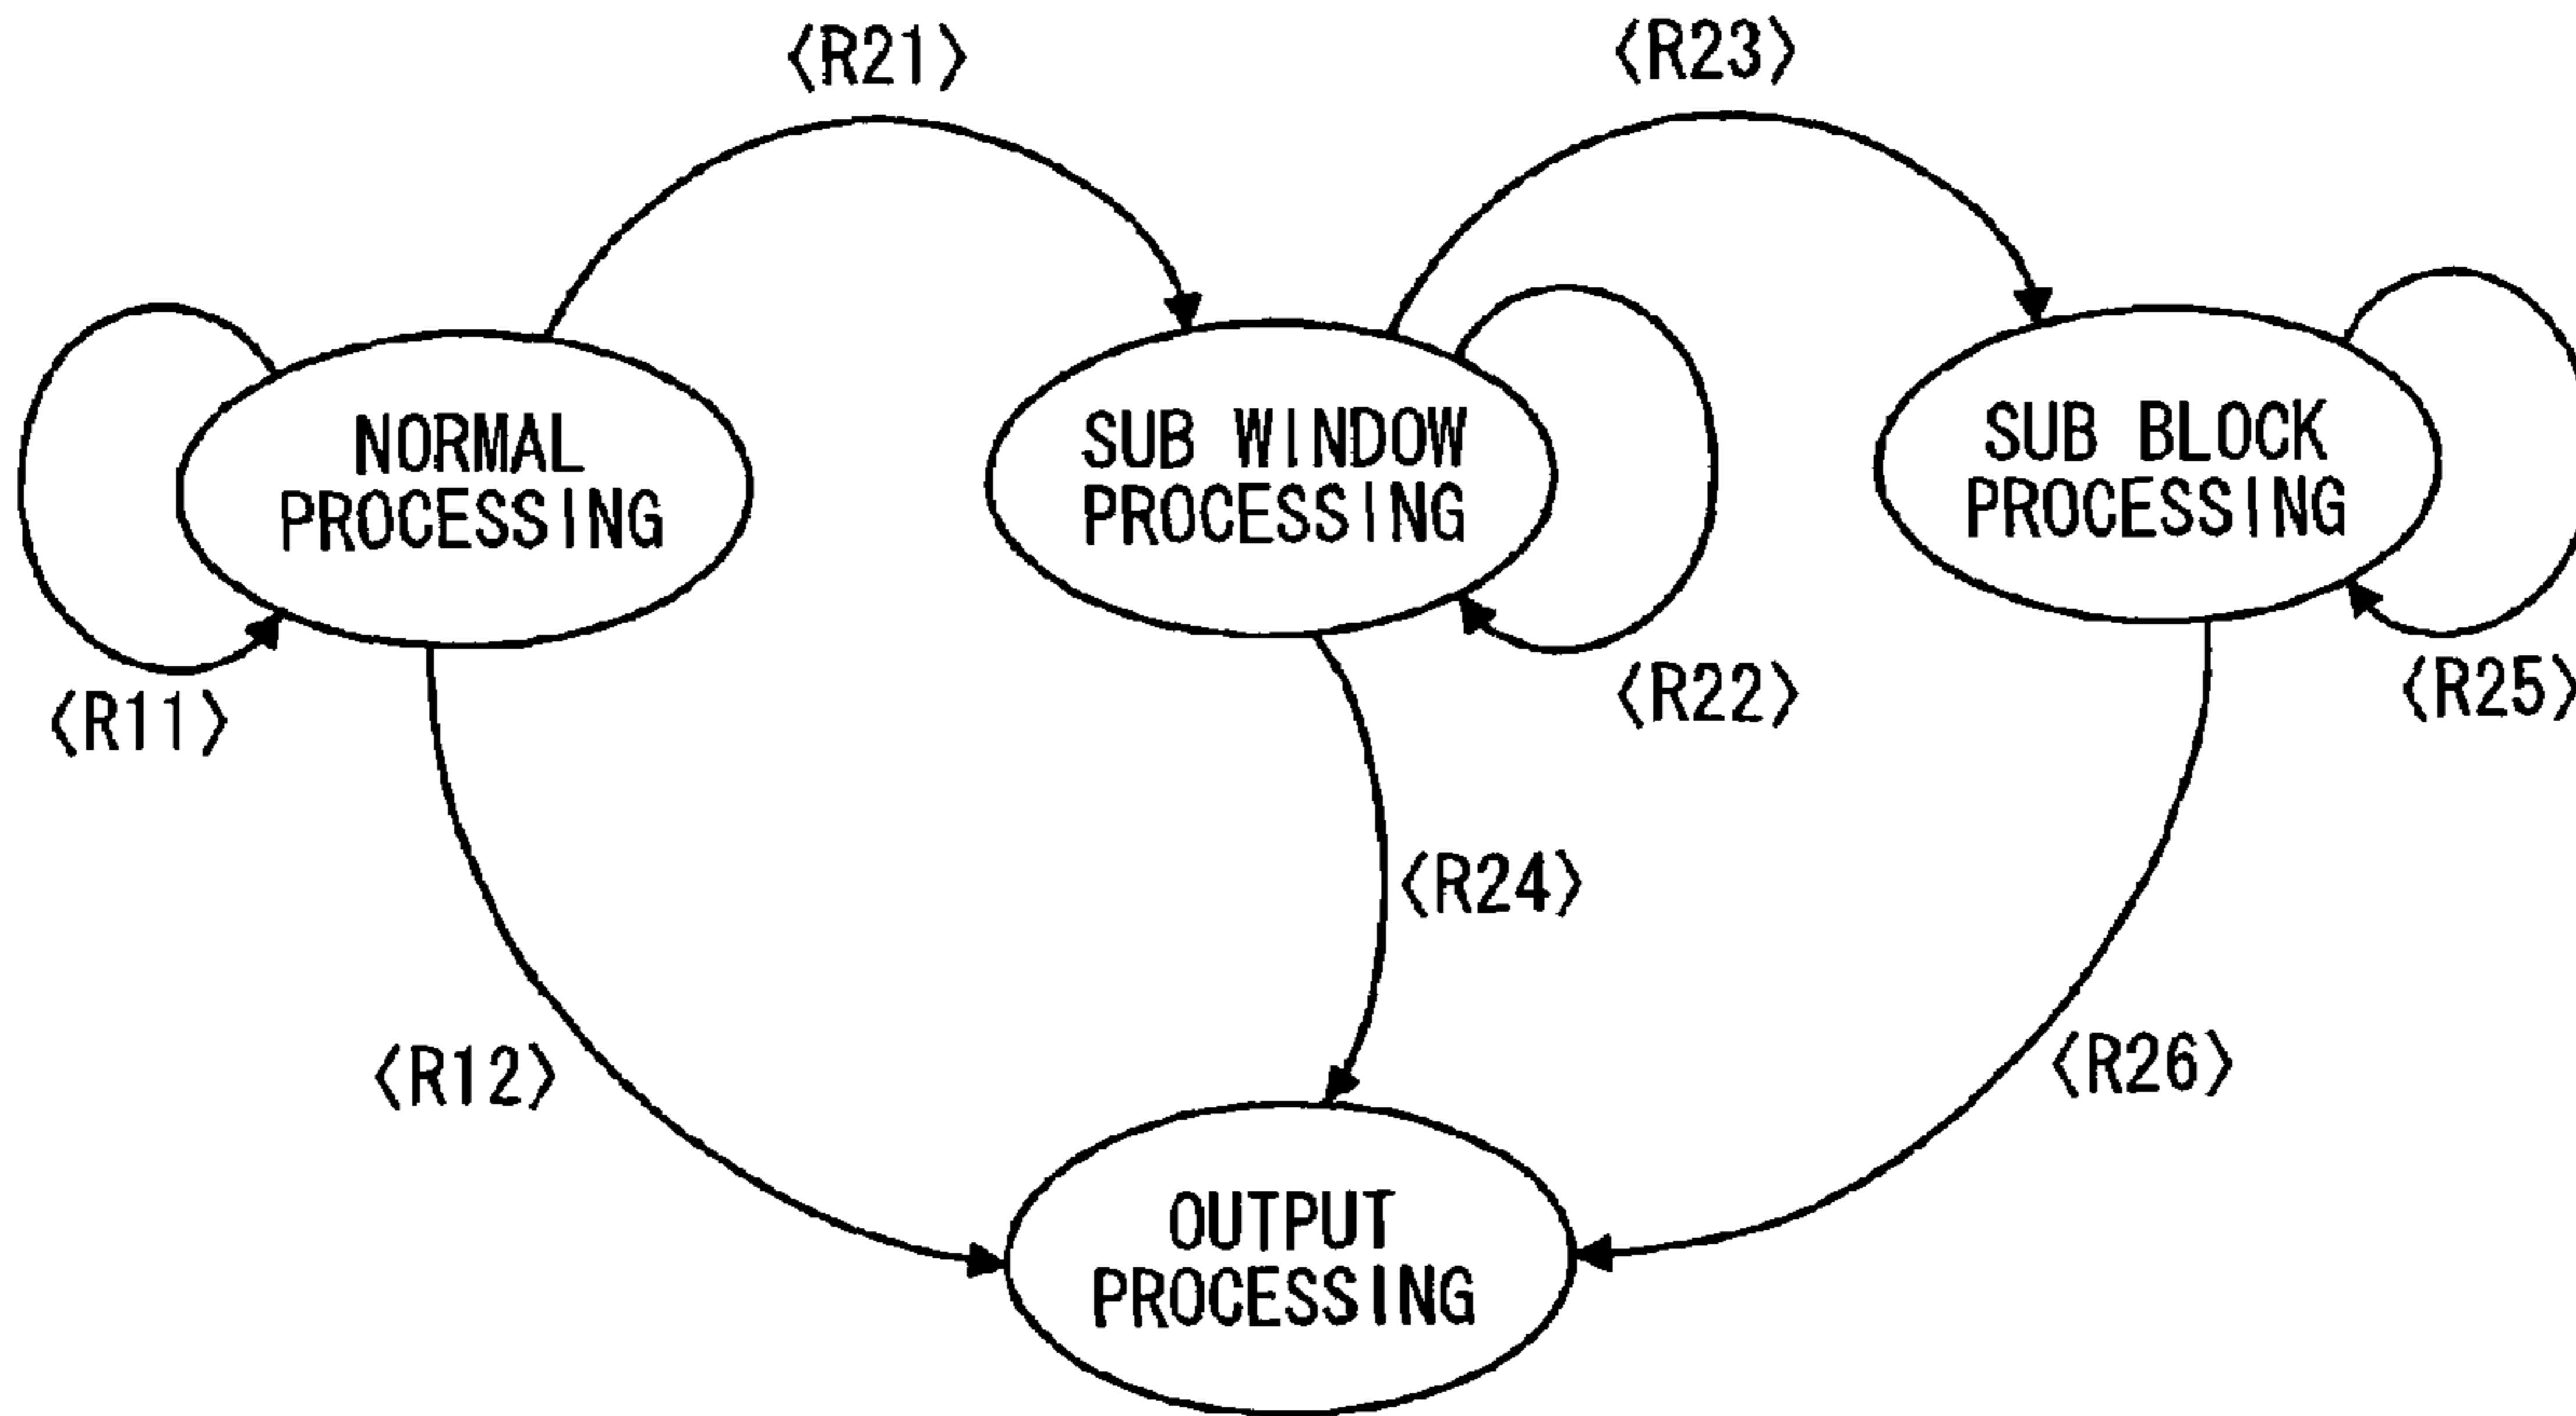 〈R21〉
〈R23〉
NORMAL
PROCESSING
SUB WINDOW
PROCESSING
SUB BLOCK
PROCESSING
〈R11〉
〈R22〉
〈R25〉
〈R24〉
〈R12〉
〈R26〉
OUTPUT
PROCESSING